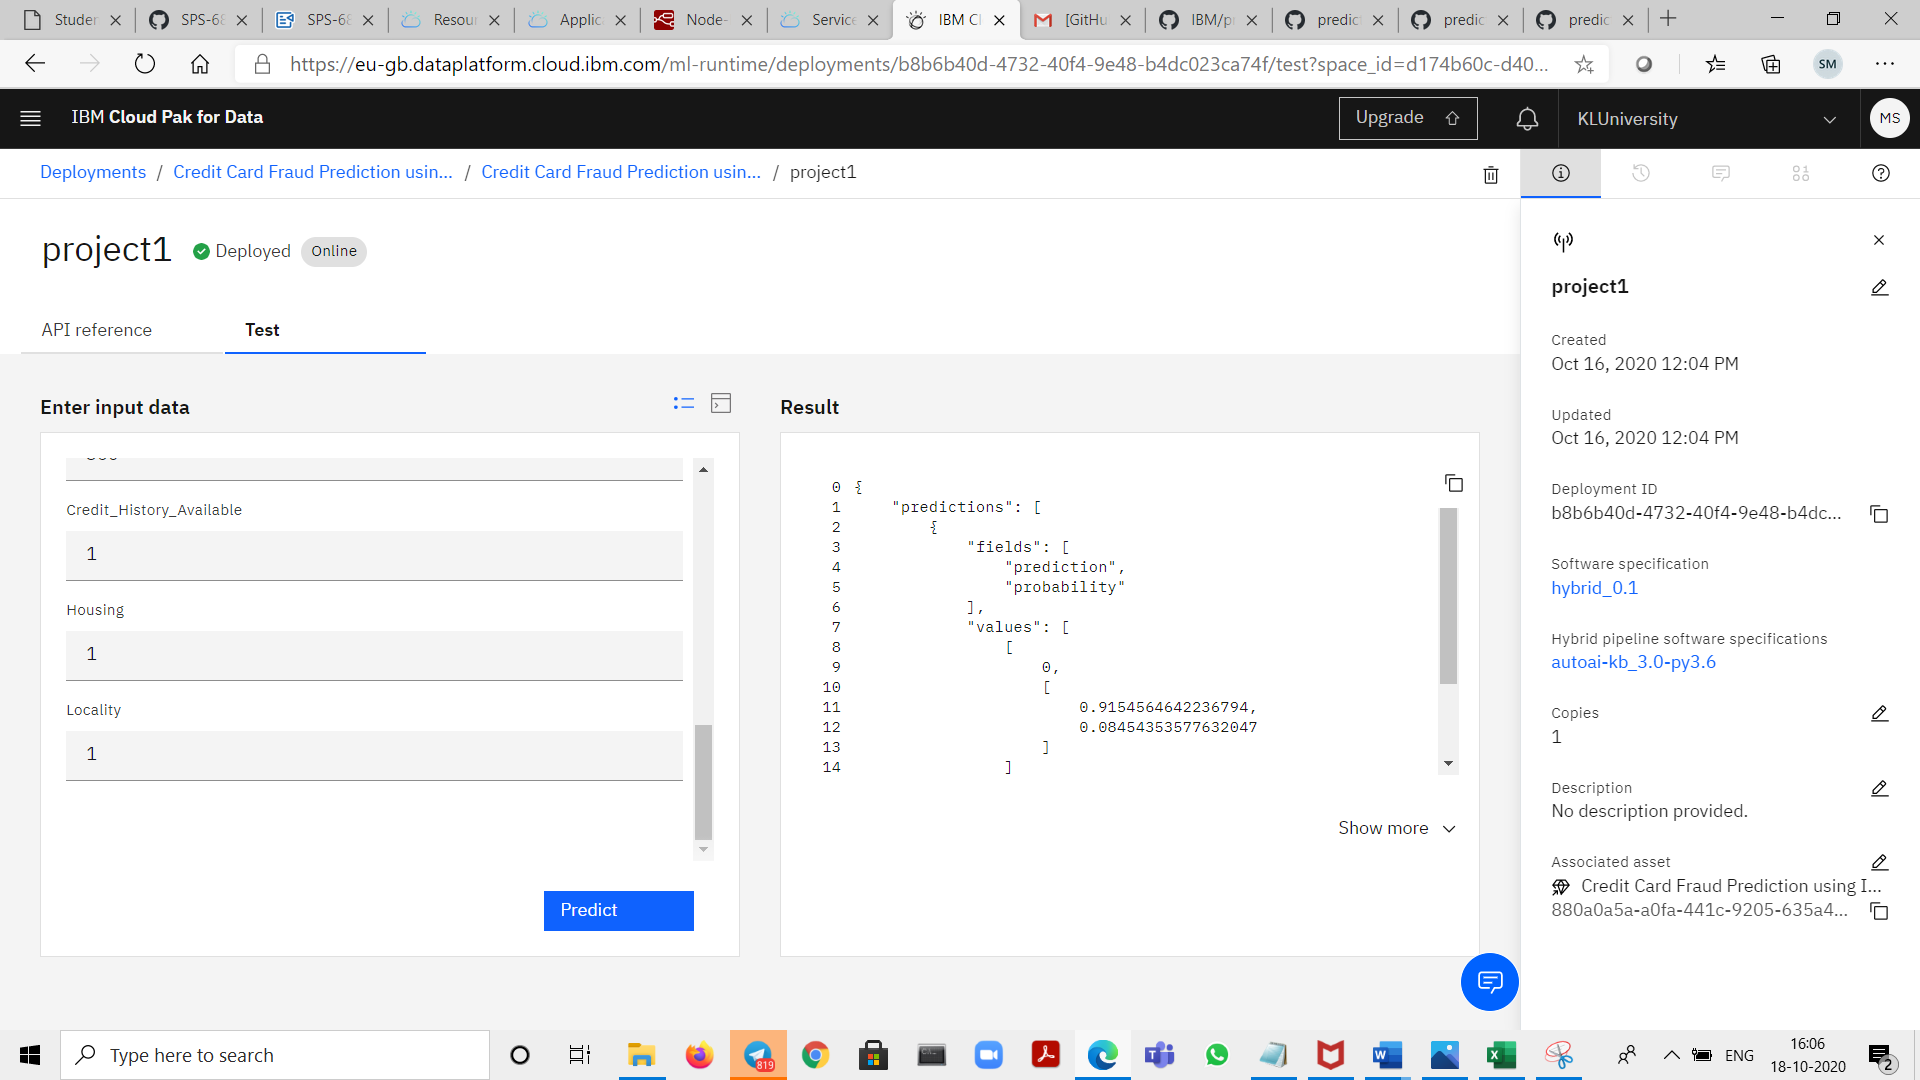 Studen
SPS-68
SPS-68
Resour
Applica
Node-
Service
IBM Cl
[GitHu
IBM/pr
predict
predic
predic
https://eu-gb.dataplatform.cloud.ibm.com/ml-runtime/deployments/b8b6b40d-4732-40f4-9e48-b4dc023ca74f/test?space_id=d174b60c-d40...
SM
IBM Cloud Pak for Data
Upgrade
KLUniversity
MS
Deployments / Credit Card Fraud Prediction usin... / Credit Card Fraud Prediction usin... / project1
project1
Deployed
Online
API reference
Test
Enter input data
Credit_History_Available
1
Housing
1
Locality
1
Predict
Result
0 {
1 "predictions": [
2 {
3 "fields": [
4 "prediction",
5 "probability"
6 ],
7 "values": [
8 [
9 0,
10 [
11 0.9154564642236794,
12 0.08454353577632047
13 ]
14 ]
Show more
project1
Created
Oct 16, 2020 12:04 PM
Updated
Oct 16, 2020 12:04 PM
Deployment ID
b8b6b40d-4732-40f4-9e48-b4dc...
Software specification
hybrid_0.1
Hybrid pipeline software specifications
autoai-kb_3.0-py3.6
Copies
1
Description
No description provided.
Associated asset
Credit Card Fraud Prediction using I...
880a0a5a-a0fa-441c-9205-635a4...
Type here to search
819
ENG
16:06
18-10-2020
2